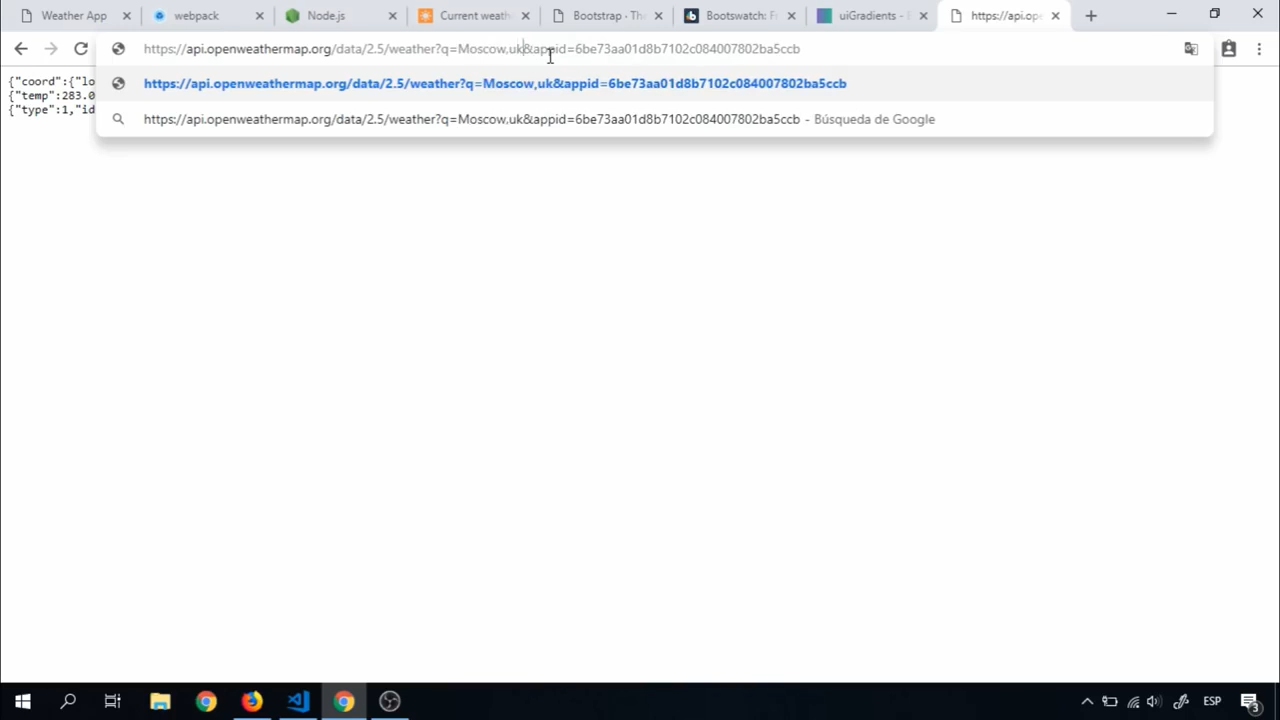 Weather App
webpack
Node.js
Current weath
Bootstrap · The
Bootswatch: F
uiGradients -
https://api.ope
https://api.openweathermap.org/data/2.5/weather?q=Moscow,uk&appid=6be73aa01d8b7102c084007802ba5ccb
https://api.openweathermap.org/data/2.5/weather?q=Moscow,uk&appid=6be73aa01d8b7102c084007802ba5ccb
https://api.openweathermap.org/data/2.5/weather?q=Moscow,uk&appid=6be73aa01d8b7102c084007802ba5ccb - Búsqueda de Google
{"coord":{"lo
{"temp":283.0
{"type":1,"id
ESP
3